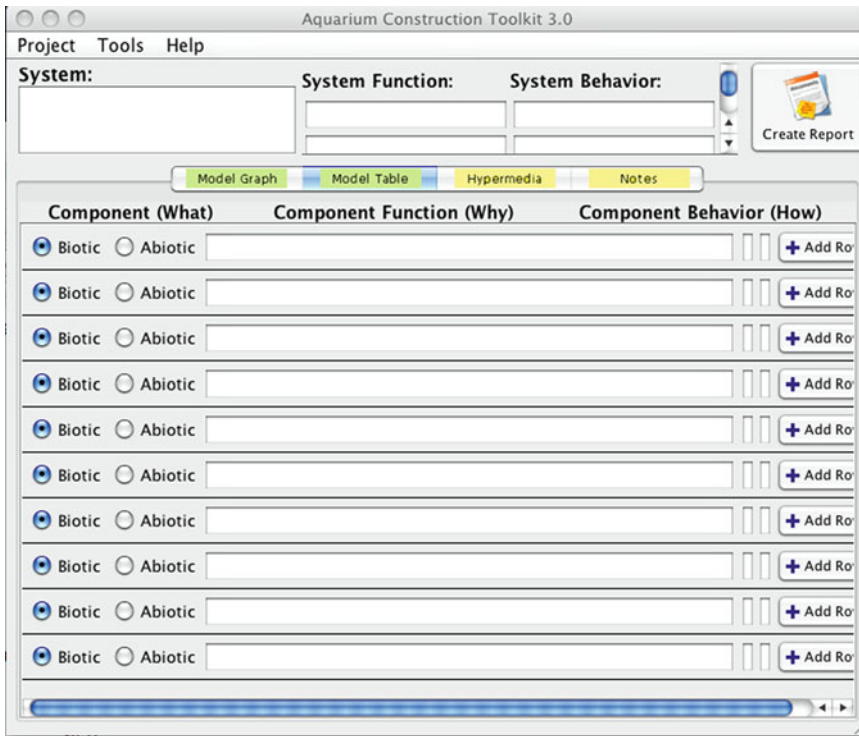 Aquarium Construction Toolkit 3.0
Project Tools Help
System: System Function: System Behavior:
Create Report
Model Graph Model Table Hypermedia Notes
Component (What) Component Function (Why) Component Behavior (How)
Biotic Abiotic + Add Ro
Biotic Abiotic + Add Ro
Biotic Abiotic + Add Ro
Biotic Abiotic + Add Ro
Biotic Abiotic + Add Ro
Biotic Abiotic + Add Ro
Biotic Abiotic + Add Ro
Biotic Abiotic + Add Ro
Biotic Abiotic + Add Ro
Biotic Abiotic + Add Ro